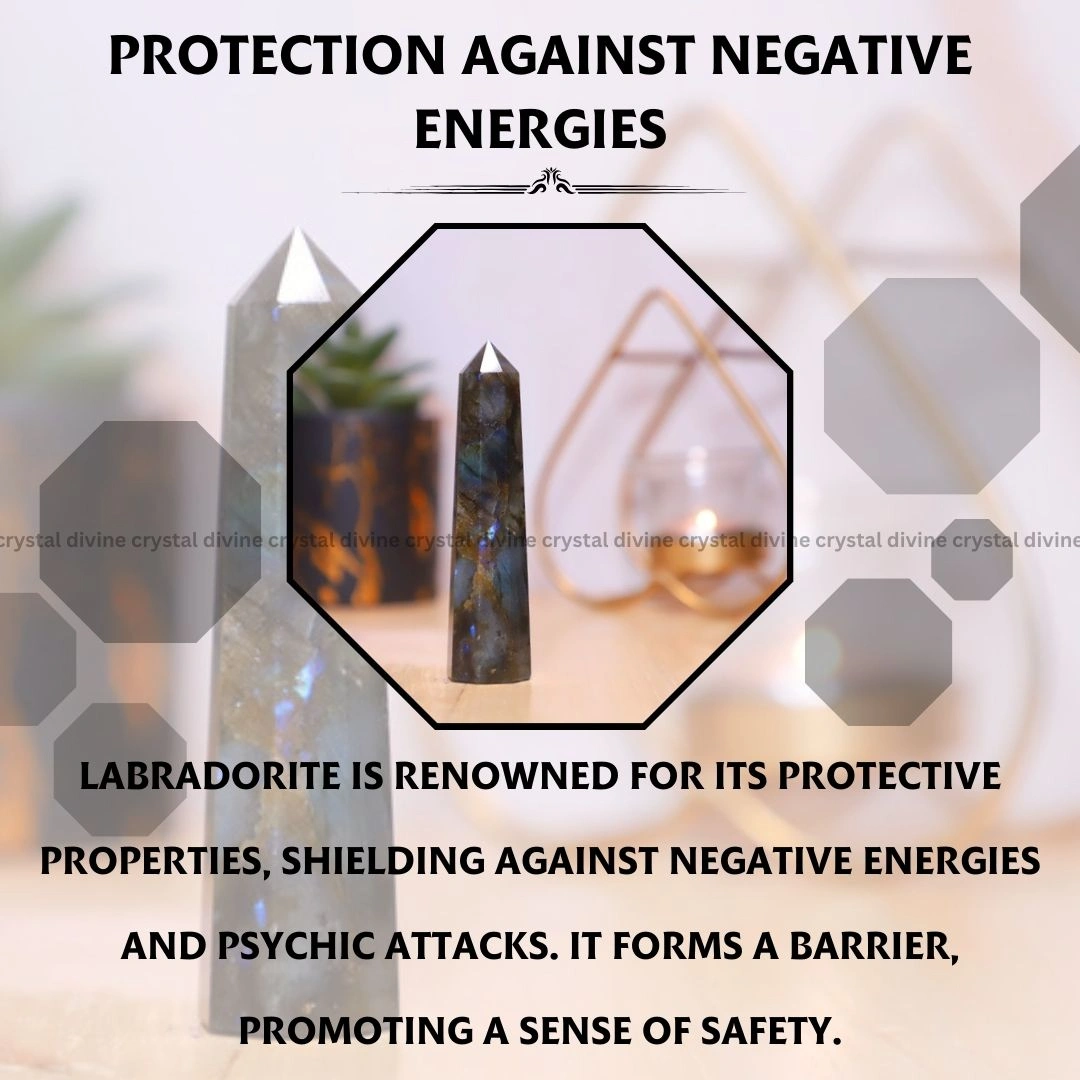 PROTECTION AGAINST NEGATIVE
ENERGIES
crystal divine crystal divine crystal divine crystal divine crystal divine crystal divine crystal divine crystal divine
LABRADORITE IS RENOWNED FOR ITS PROTECTIVE
PROPERTIES, SHIELDING AGAINST NEGATIVE ENERGIES
AND PSYCHIC ATTACKS. IT FORMS A BARRIER,
PROMOTING A SENSE OF SAFETY.